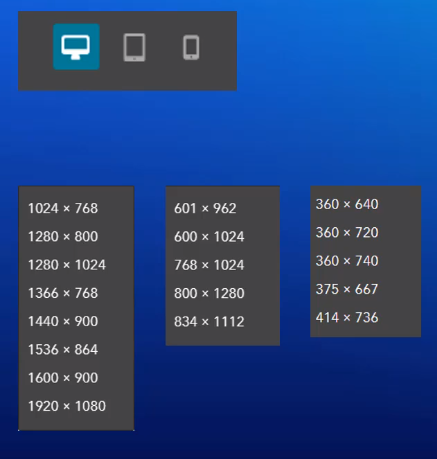 1024 × 768
1280 × 800
1280 × 1024
1366 × 768
1440 × 900
1536 × 864
1600 × 900
1920 × 1080
601 × 962
600 × 1024
768 × 1024
800 × 1280
834 × 1112
360 × 640
360 × 720
360 × 740
375 × 667
414 × 736